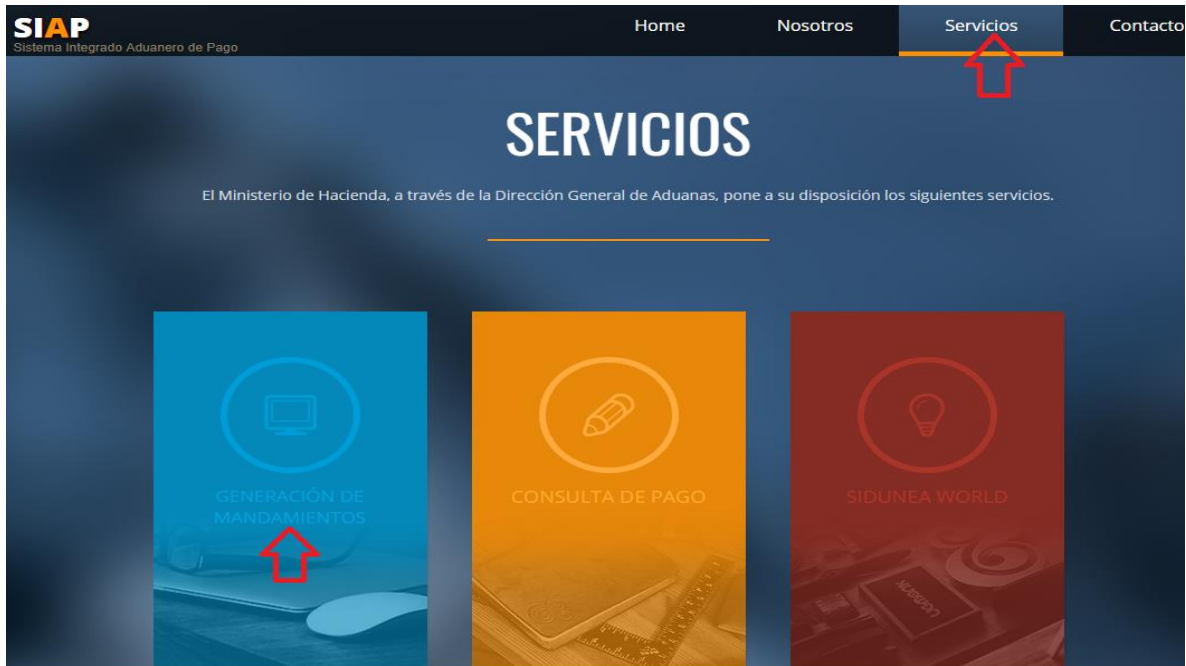 SIAP
Sistema Integrado Aduanero de Pago
Home
Nosotros
Servicios
Contacto
SERVICIOS
El Ministerio de Hacienda, a través de la Dirección General de Aduanas, pone a su disposición los siguientes servicios.
GENERACIÓN DE
MANDAMIENTOS
CONSULTA DE PAGO
SIDUNEA WORLD